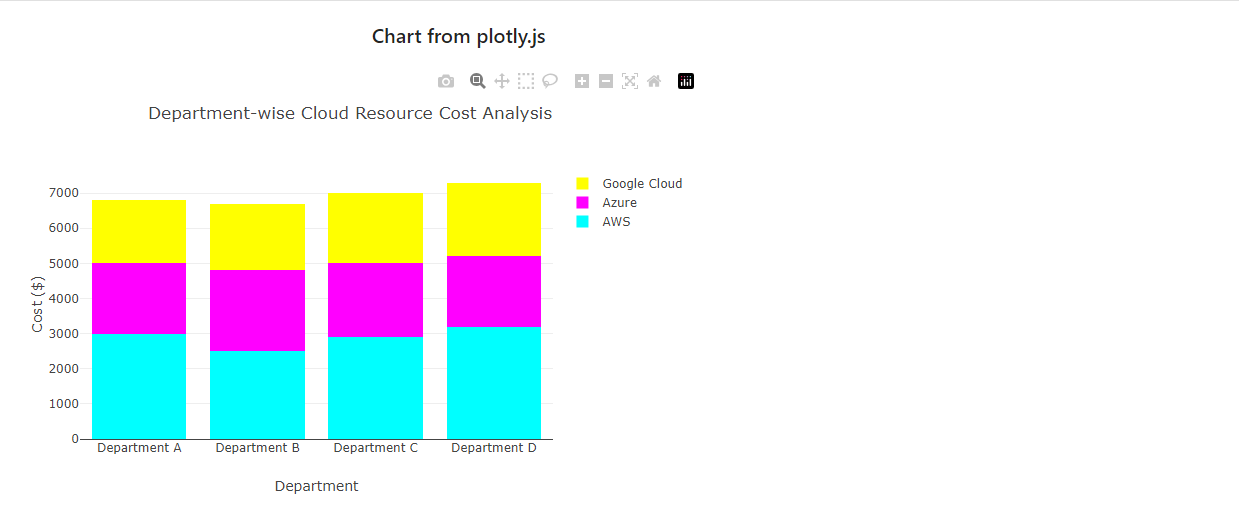 Chart from plotly.js
Department-wise Cloud Resource Cost Analysis
Google Cloud
Azure
AWS
7000
6000
5000
4000
3000
2000
1000
0
Cost ($)
Department A
Department B
Department C
Department D
Department